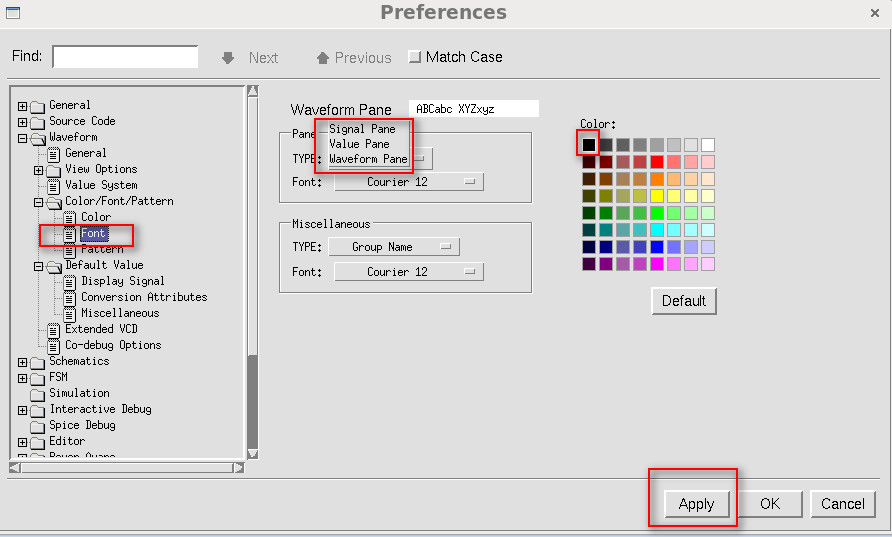 Preferences
Find:
Next
Previous
Match Case
General
Source Code
Waveform
General
View Options
Value System
Color/Font/Pattern
Color
Font
Pattern
Default Value
Display Signal
Conversion Attributes
Miscellaneous
Extended VCD
Co-debug Options
Schematics
FSM
Simulation
Interactive Debug
Spice Debug
Editor
Waveform Pane ABCabc XYZxyz
Pane
Signal Pane
Value Pane
TYPE: Waveform Pane
Font: Courier 12
Miscellaneous
TYPE: Group Name
Font: Courier 12
Color:
Default
Apply OK Cancel